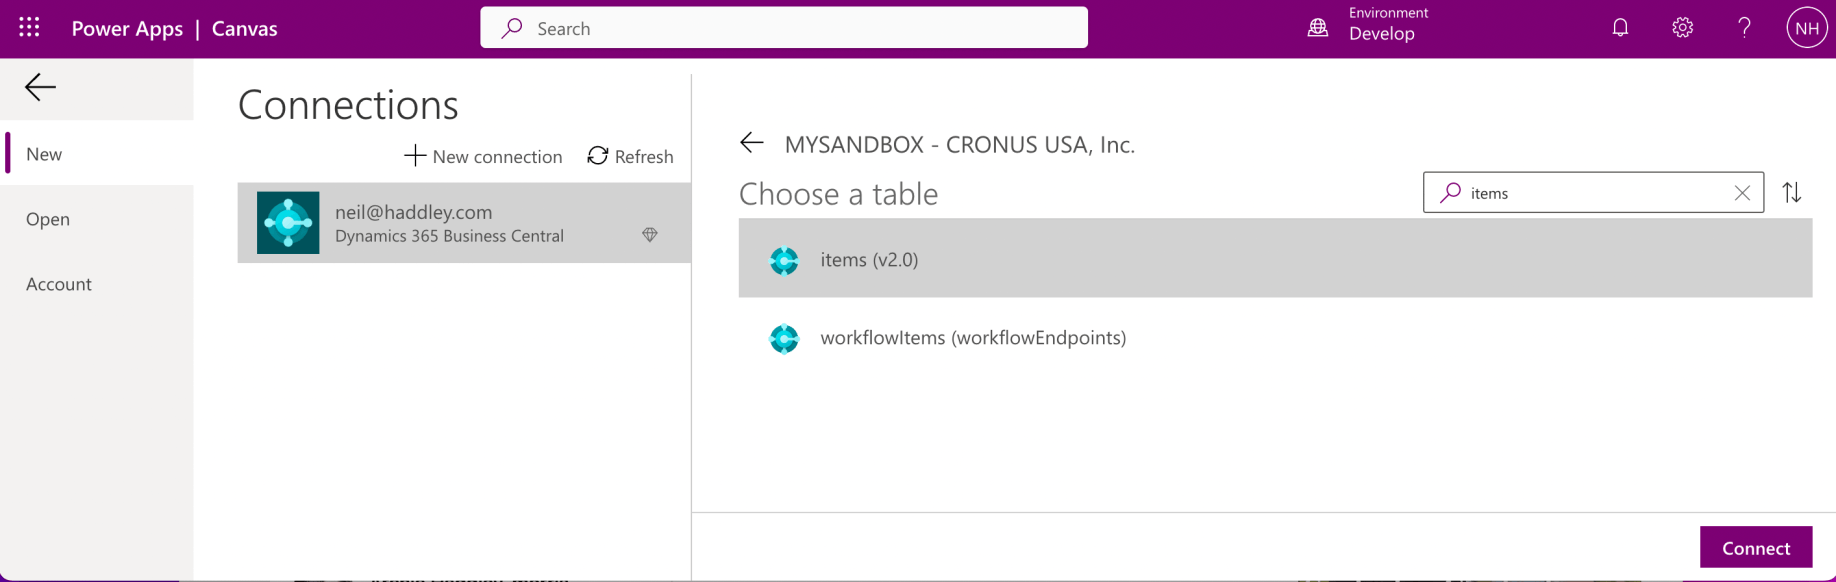 Power Apps | Canvas
Search
Environment
Develop
NH
New
Open
Account
Connections
New connection
Refresh
neil@haddley.com
Dynamics 365 Business Central
MYSANDBOX - CRONUS USA, Inc.
Choose a table
items
items (v2.0)
workflowItems (workflowEndpoints)
Connect